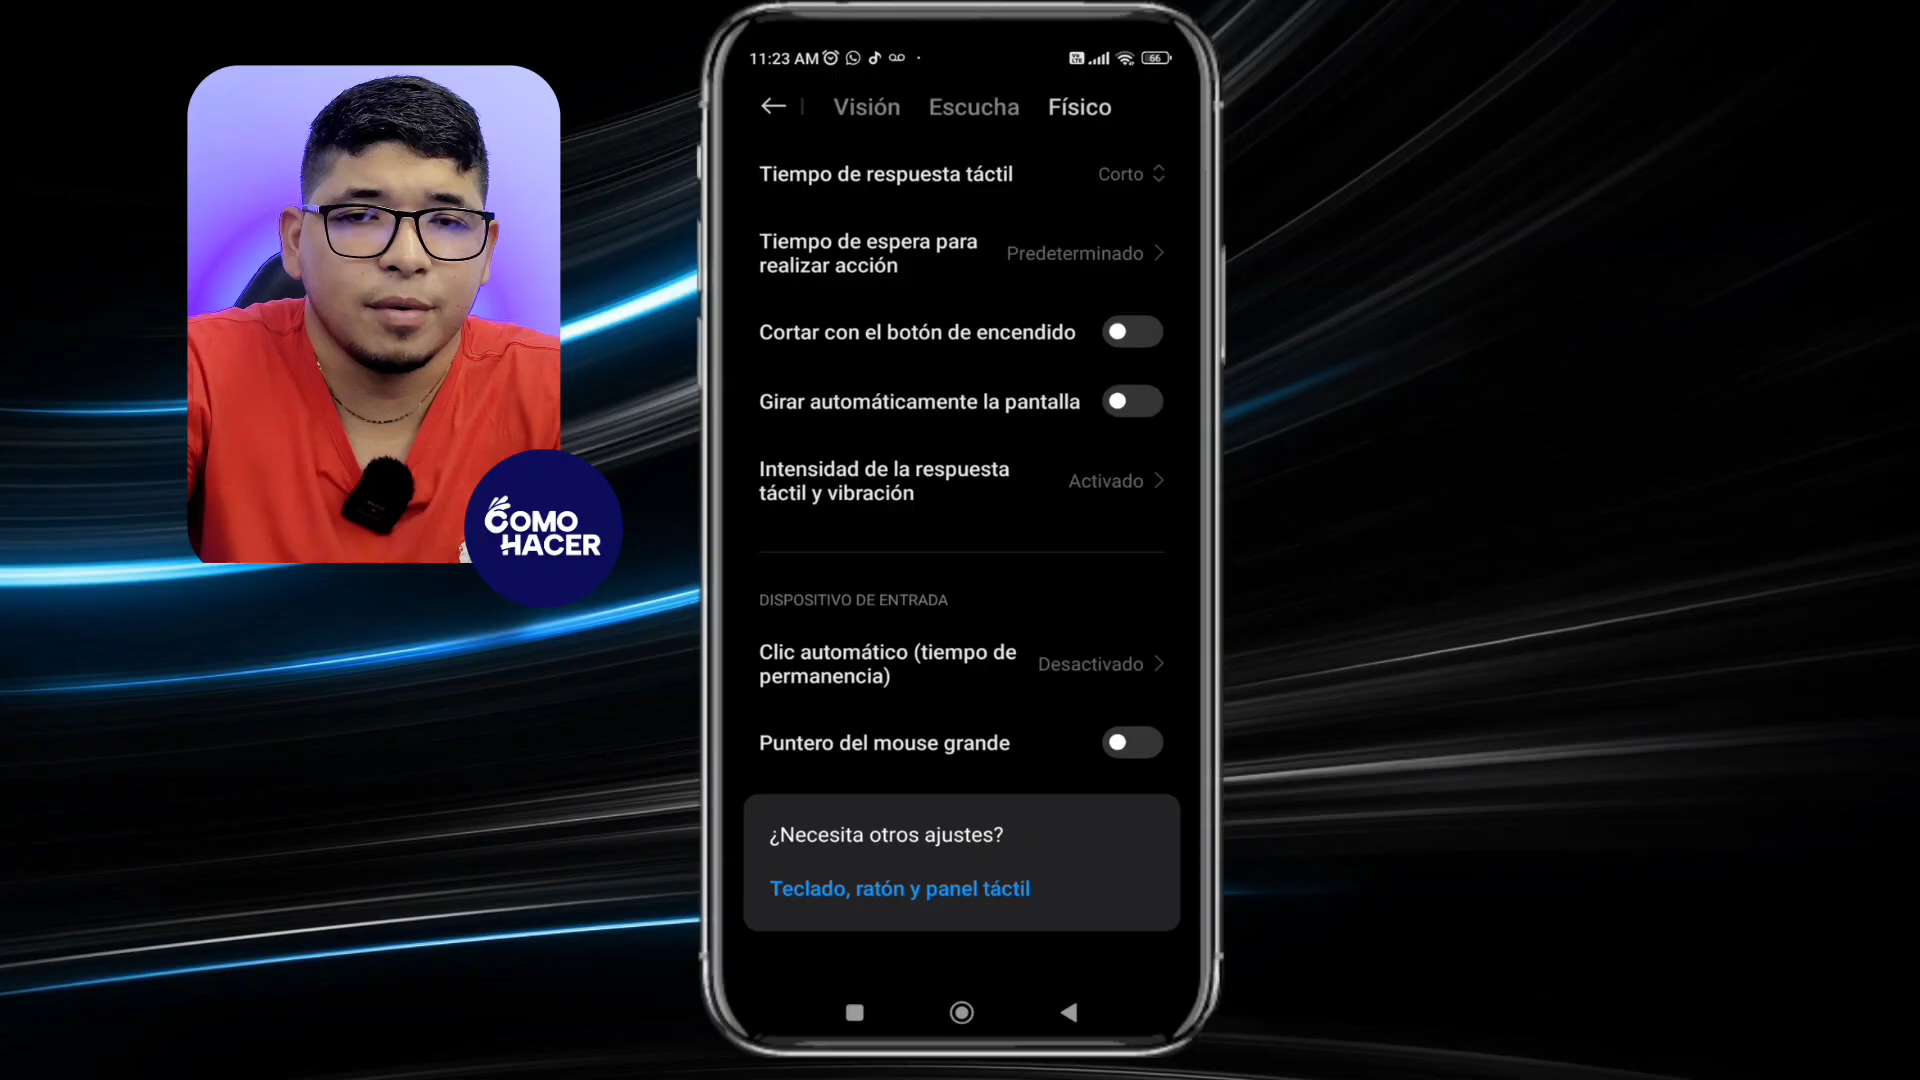 11:23 AM
66
Visión Escucha Físico
Tiempo de respuesta táctil Corto
Tiempo de espera para
realizar acción
Predeterminado
Cortar con el botón de encendido
Girar automáticamente la pantalla
Intensidad de la respuesta
táctil y vibración
Activado
DISPOSITIVO DE ENTRADA
Clic automático (tiempo de
permanencia)
Desactivado
Puntero del mouse grande
¿Necesita otros ajustes?
Teclado, ratón y panel táctil
COMO
HACER